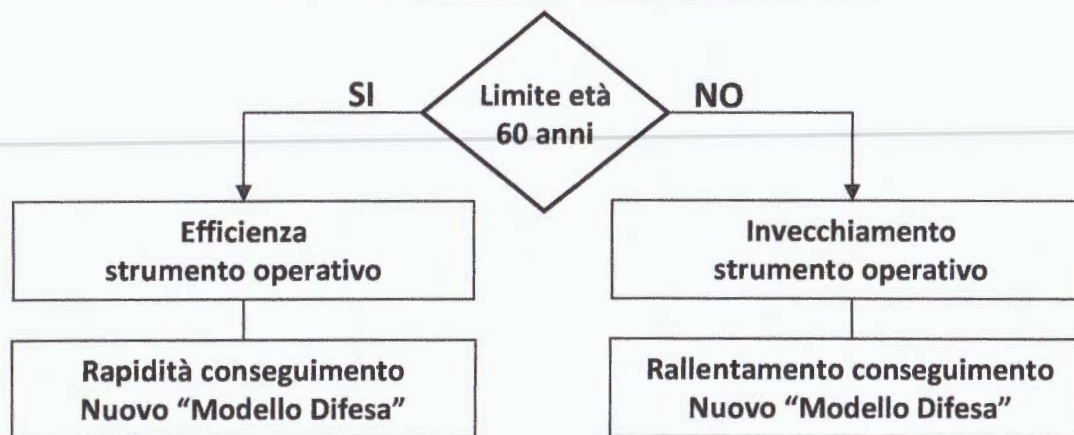 Limite età
60 anni
SI
NO
Efficienza
strumento operativo
Invecchiamento
strumento operativo
Rapidità conseguimento
Nuovo “Modello Difesa”
Rallentamento conseguimento
Nuovo “Modello Difesa”